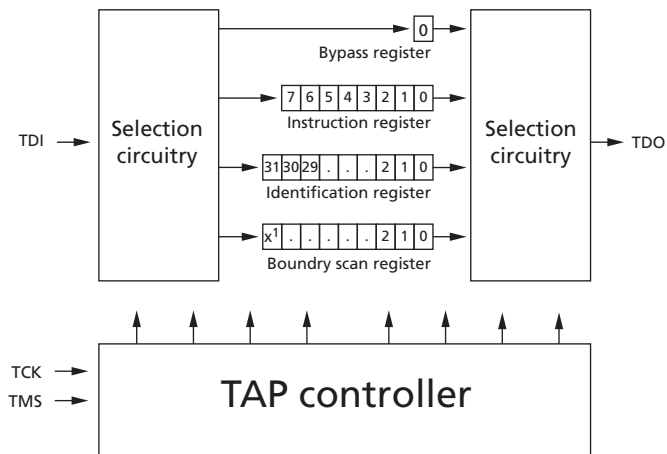 0
Bypass register
7 6 5 4 3 2 1 0
Instruction register
Selection
circuitry
Selection
circuitry
TDI
TDO
31 30 29 . . . 2 1 0
Identification register
x1 . . . . . 2 1 0
Boundry scan register
TCK
TMS
TAP controller